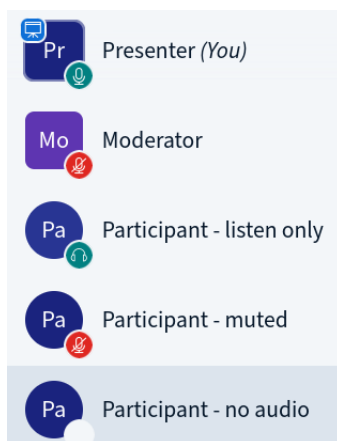 Pr Presenter (You)
Mo Moderator
Pa Participant - listen only
Pa Participant - muted
Pa Participant - no audio